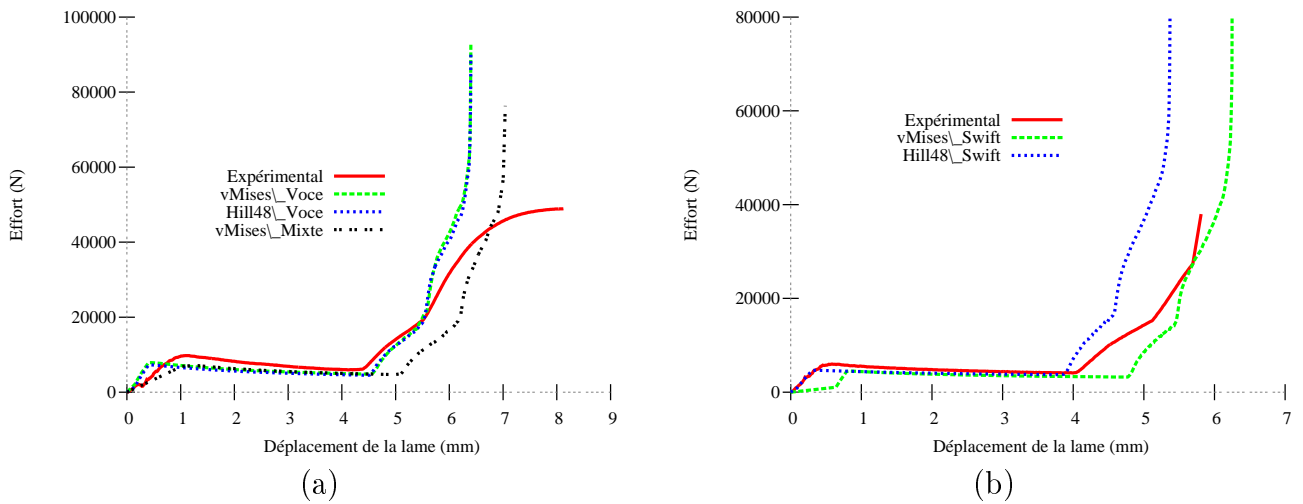 100000
80000
60000
40000
20000
0
Effort (N)
Expérimental
vMises\_Voce
Hill48\_Voce
vMises\_Mixte
0 1 2 3 4 5 6 7 8 9
Déplacement de la lame (mm)
(a)
80000
60000
40000
20000
0
Effort (N)
Expérimental
vMises\_Swift
Hill48\_Swift
0 1 2 3 4 5 6 7
Déplacement de la lame (mm)
(b)